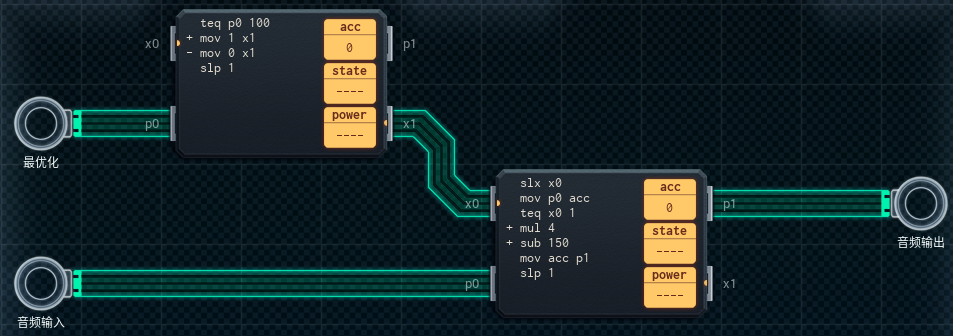 teq p0 100
+ mov 1 x1
- mov 0 x1
slp 1
acc
0
state
----
power
----
x0
p1
p0
x1
最优化
slx x0
mov p0 acc
teq x0 1
+ mul 4
+ sub 150
mov acc p1
slp 1
acc
0
state
----
power
----
x0
p1
p0
x1
音频输出
音频输入